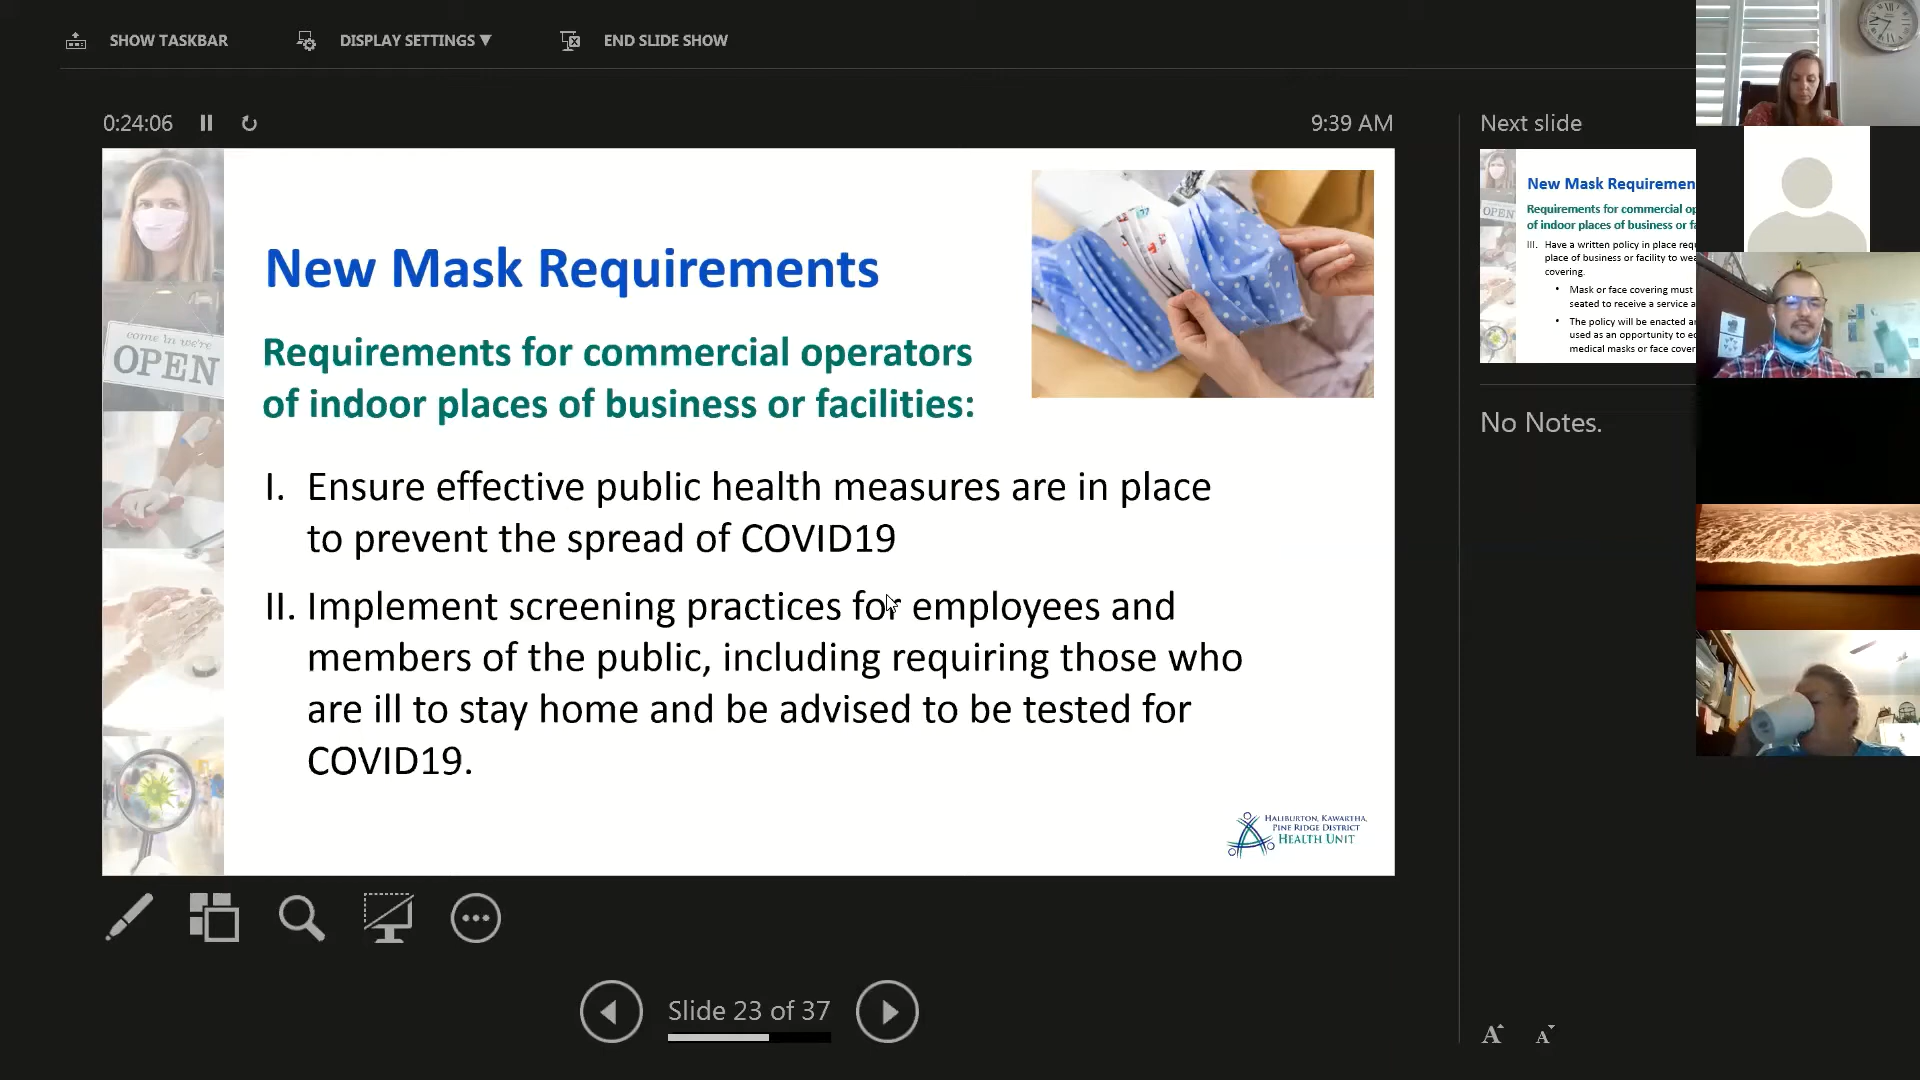 SHOW TASKBAR
DISPLAY SETTINGS ▼
END SLIDE SHOW
0:24:06
9:39 AM
come in we're
OPEN
New Mask Requirements
Requirements for commercial operators
of indoor places of business or facilities:
I. Ensure effective public health measures are in place
to prevent the spread of COVID19
II. Implement screening practices for employees and
members of the public, including requiring those who
are ill to stay home and be advised to be tested for
COVID19.
HALIBURTON, KAWARTHA,
PINE RIDGE DISTRICT
HEALTH UNIT
Slide 23 of 37
Next slide
OPEN
New Mask Requiremen
Requirements for commercial op
of indoor places of business or fa
III. Have a written policy in place req
place of business or facility to wea
covering.
• Mask or face covering must
seated to receive a service a
• The policy will be enacted an
used as an opportunity to ed
medical masks or face cover
No Notes.
A A